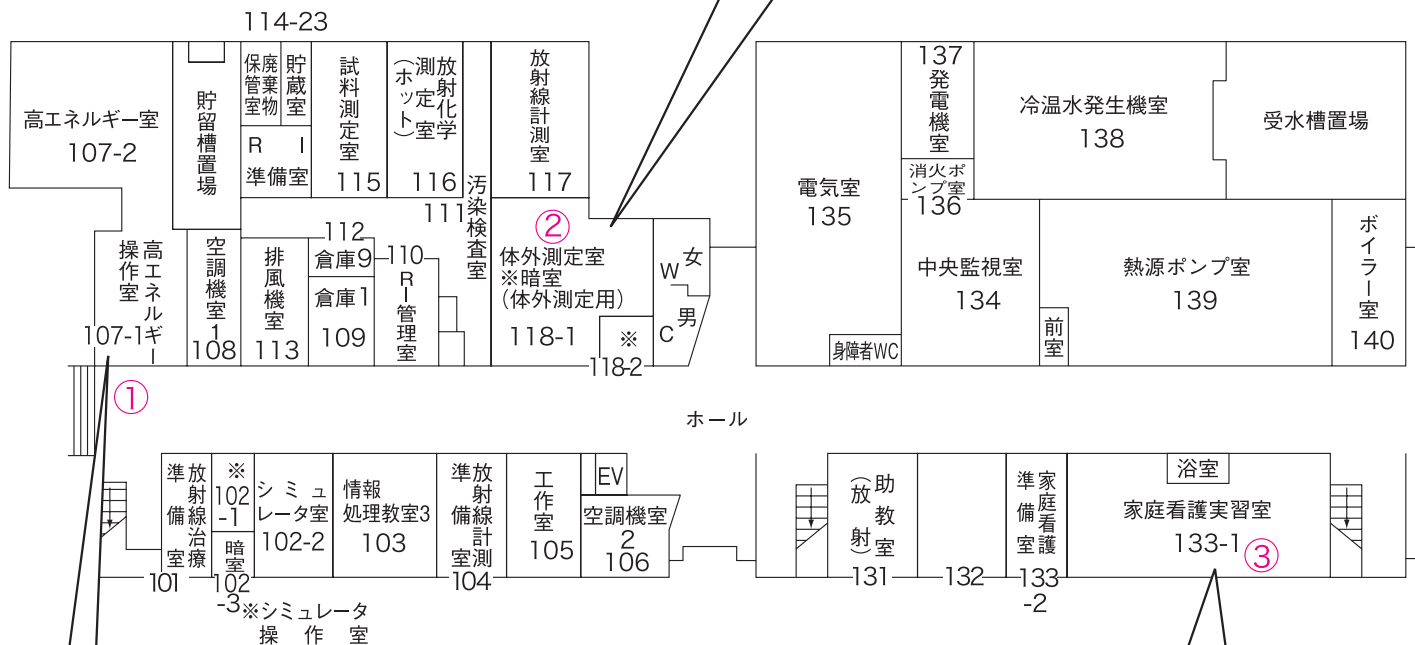 114-23
高エネルギー室
107-2
貯留槽置場
廃棄物
保管室
貯蔵室
RI
準備室
試料測定室
115
放射化学
測定室
(ホット)
116
汚染検査室
111
放射線計測室
117
137
発電機室
冷温水発生機室
138
受水槽置場
電気室
135
消火ポ
ンプ室
136
高エネルギー
操作室
107-1
①
空調機室1
108
排風機室
113
112
倉庫9
倉庫1
109
110
RI管理室
②
体外測定室
※暗室
(体外測定用)
118-1
※
118-2
女
W
男
C
中央監視室
134
身障者WC
前室
熱源ポンプ室
139
ボイラー室
140
ホール
放射線治療
準備室
101
※
102
-1
暗室
102
-3
シミュ
レータ室
102-2
※シミュレータ
操作室
情報
処理教室3
103
放射線計測
準備室
104
工作室
105
EV
空調機室
2
106
助教室
(放射)
131
132
家庭看護
準備室
133
-2
浴室
家庭看護実習室
133-1
③